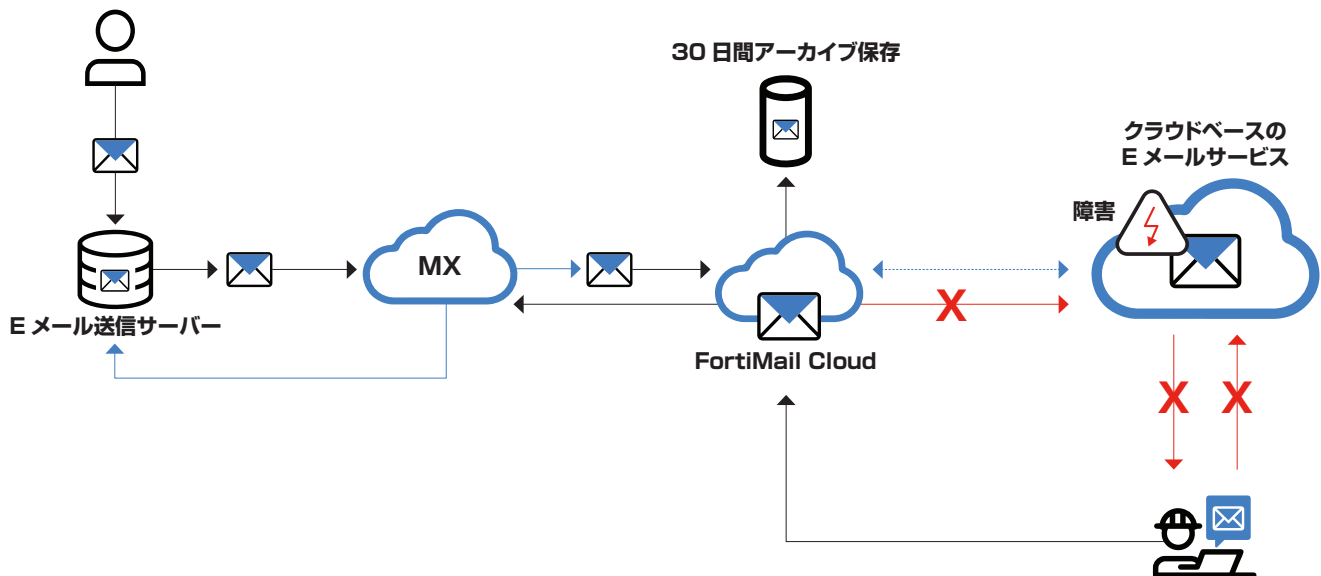 30 日間アーカイブ保存
クラウドベースの
E メールサービス
障害
MX
X
E メール送信サーバー
FortiMail Cloud
X
X